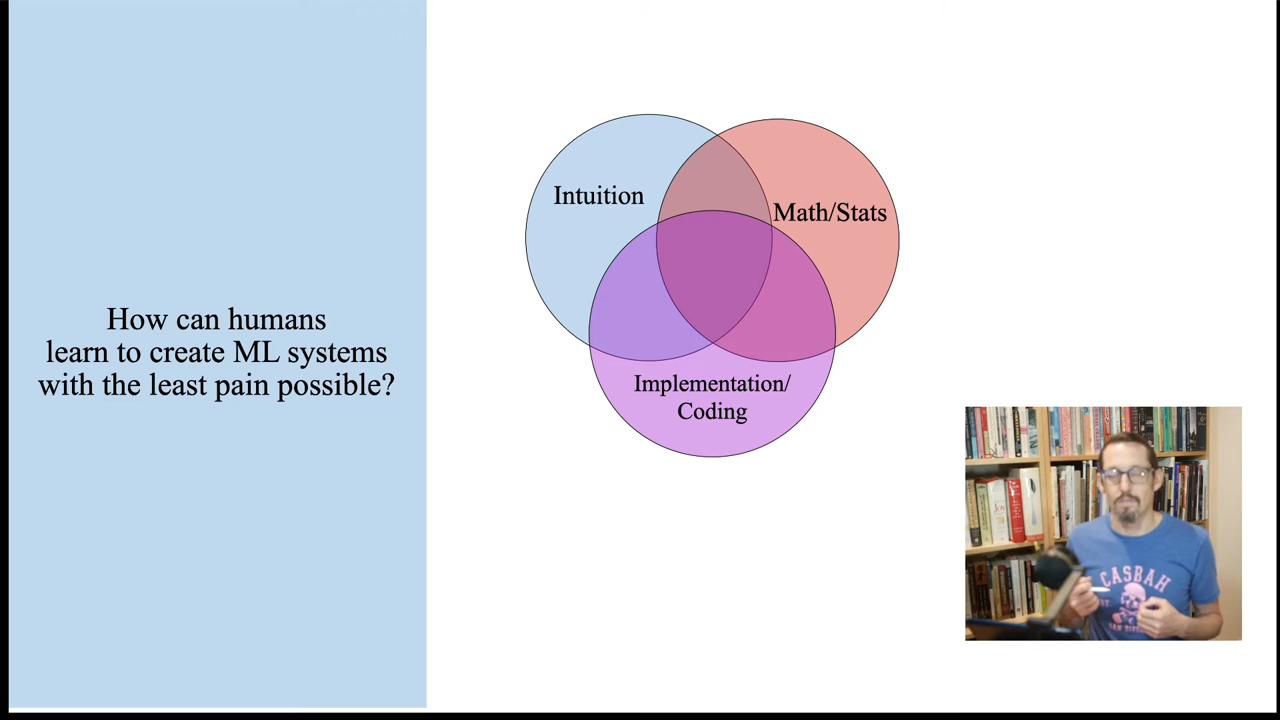 How can humans
learn to create ML systems
with the least pain possible?
Intuition
Math/Stats
Implementation/
Coding
CASBAH